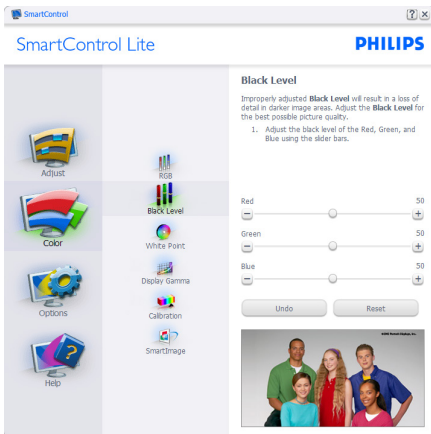 SmartControl
SmartControl Lite
PHILIPS
Adjust
Color
Options
Help
RGB
Black Level
White Point
Display Gamma
Calibration
SmartImage
Black Level
Improperly adjusted Black Level will result in a loss of
detail in darker image areas. Adjust the Black Level for
the best possible picture quality.
1. Adjust the black level of the Red, Green, and
Blue using the slider bars.
Red 50
Green 50
Blue 50
Undo Reset